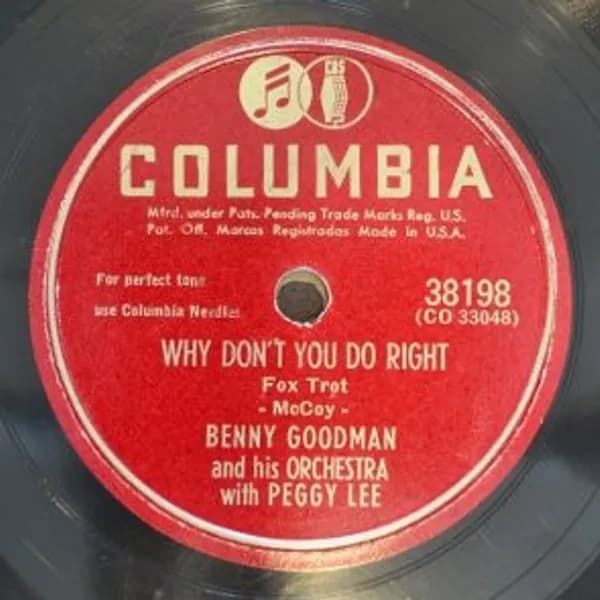 CBS
COLUMBIA
Mfrd. under Pats. Pending Trade Marks Reg. U.S.
Pat. Off. Marcas Registradas Made in U.S.A.
For perfect tone
use Columbia Needles
38198
(CO 33048)
WHY DON'T YOU DO RIGHT
Fox Trot
- McCoy -
BENNY GOODMAN
and his ORCHESTRA
with PEGGY LEE